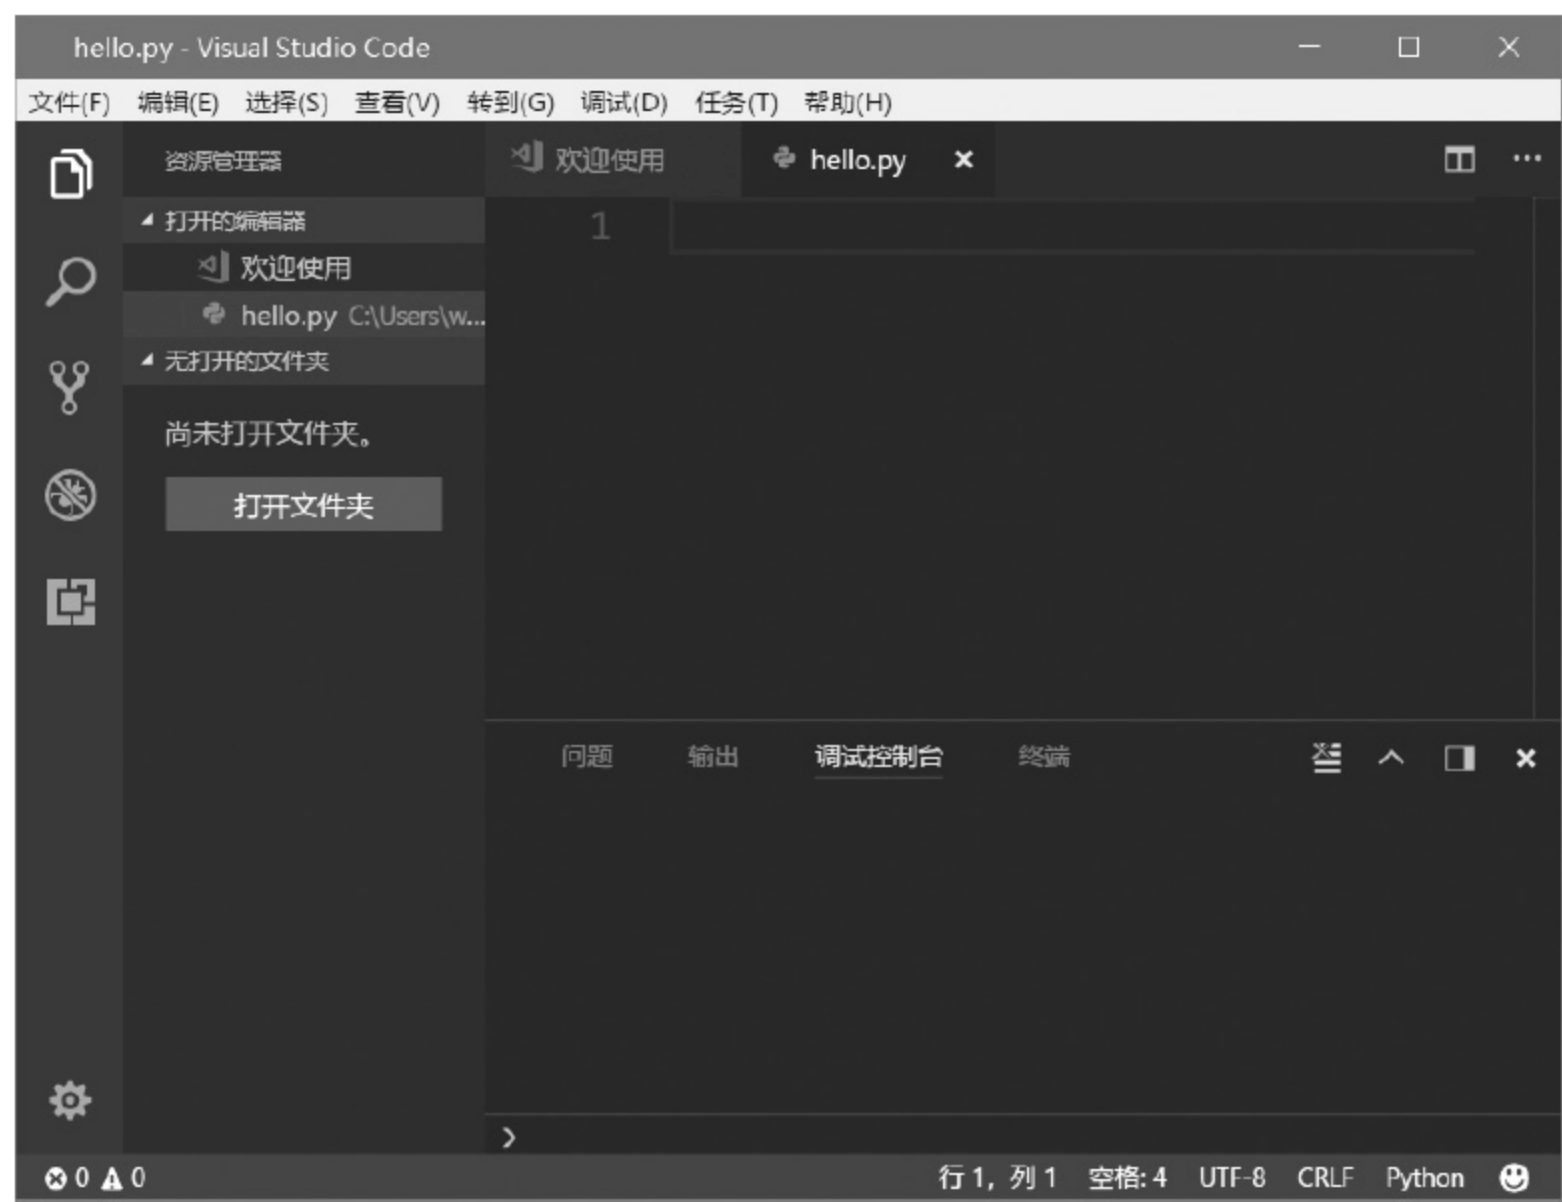 hello.py - Visual Studio Code
文件(F) 编辑(E) 选择(S) 查看(V) 转到(G) 调试(D) 任务(T) 帮助(H)
资源管理器
打开的编辑器
欢迎使用
hello.py C:\Users\w...
无打开的文件夹
尚未打开文件夹。
打开文件夹
欢迎使用 hello.py
1
问题 输出 调试控制台 终端
0 0 行 1，列 1 空格: 4 UTF-8 CRLF Python